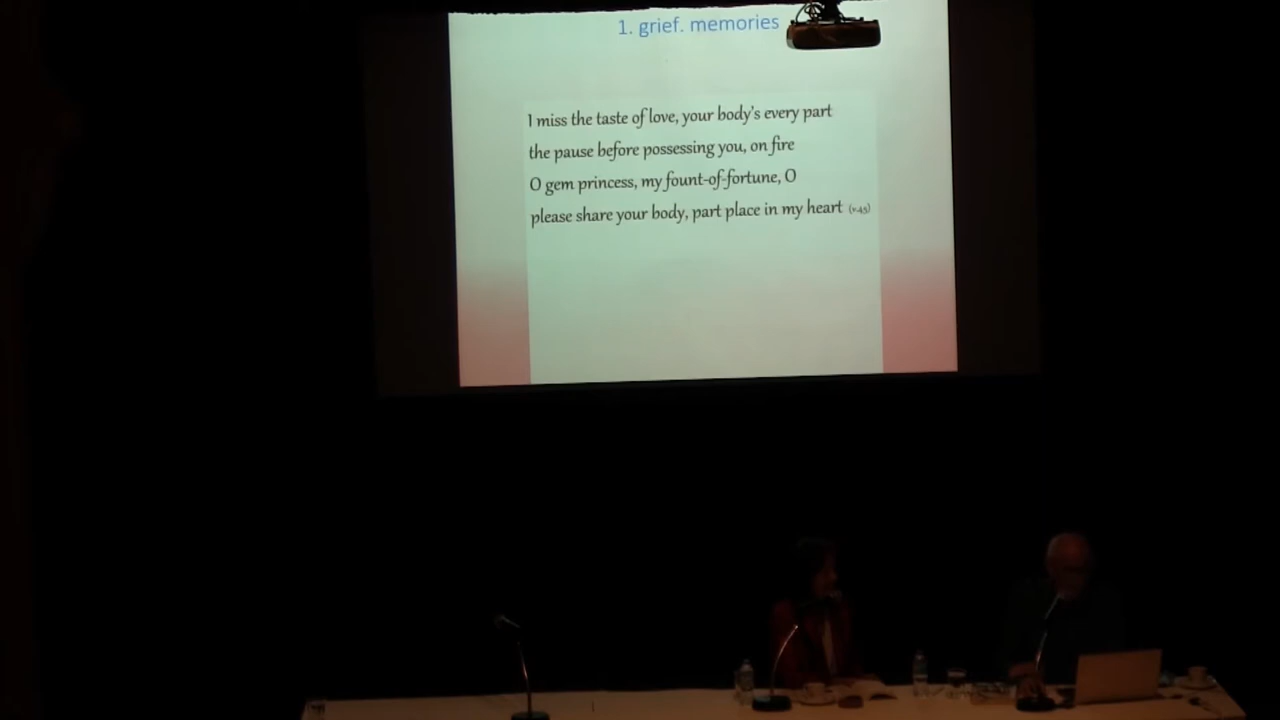 1. grief. memories
I miss the taste of love, your body's every part
the pause before possessing you, on fire
O gem princess, my fount-of-fortune, O
please share your body, part place in my heart (v.45)